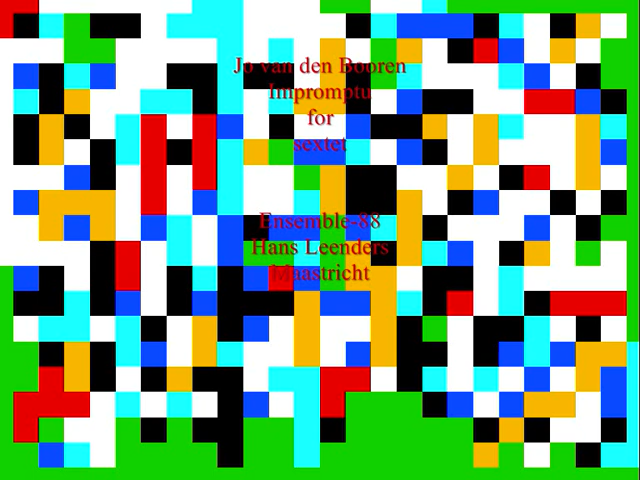 Jo van den Booren
Impromptu
for
sextet
Ensemble-88
Hans Leenders
Maastricht